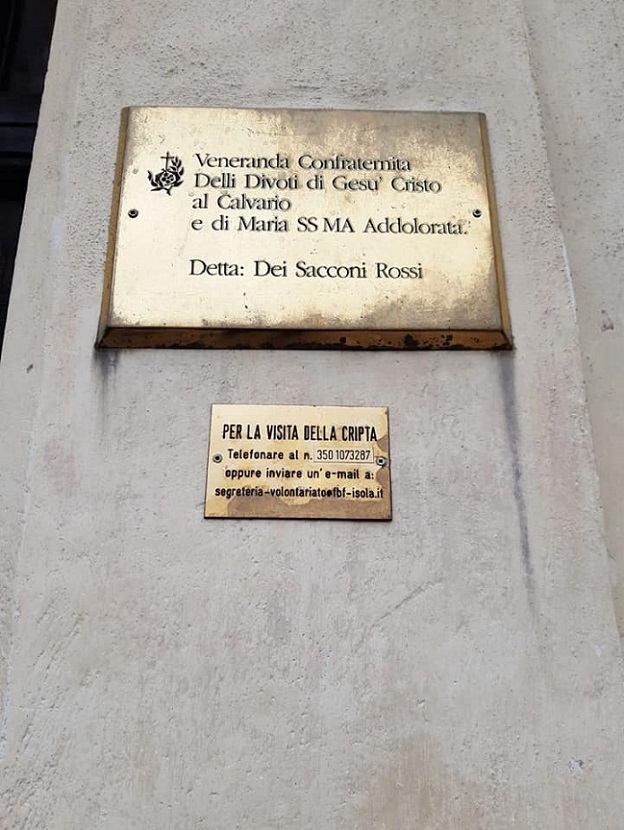 Veneranda Confraternita
Delli Divoti di Gesu' Cristo
al Calvario
e di Maria SS MA Addolorata.
Detta: Dei Sacconi Rossi
PER LA VISITA DELLA CRIPTA
Telefonare al n. 350 1073287
oppure inviare un' e-mail a:
segreteria-volontariato@fbf-isola.it